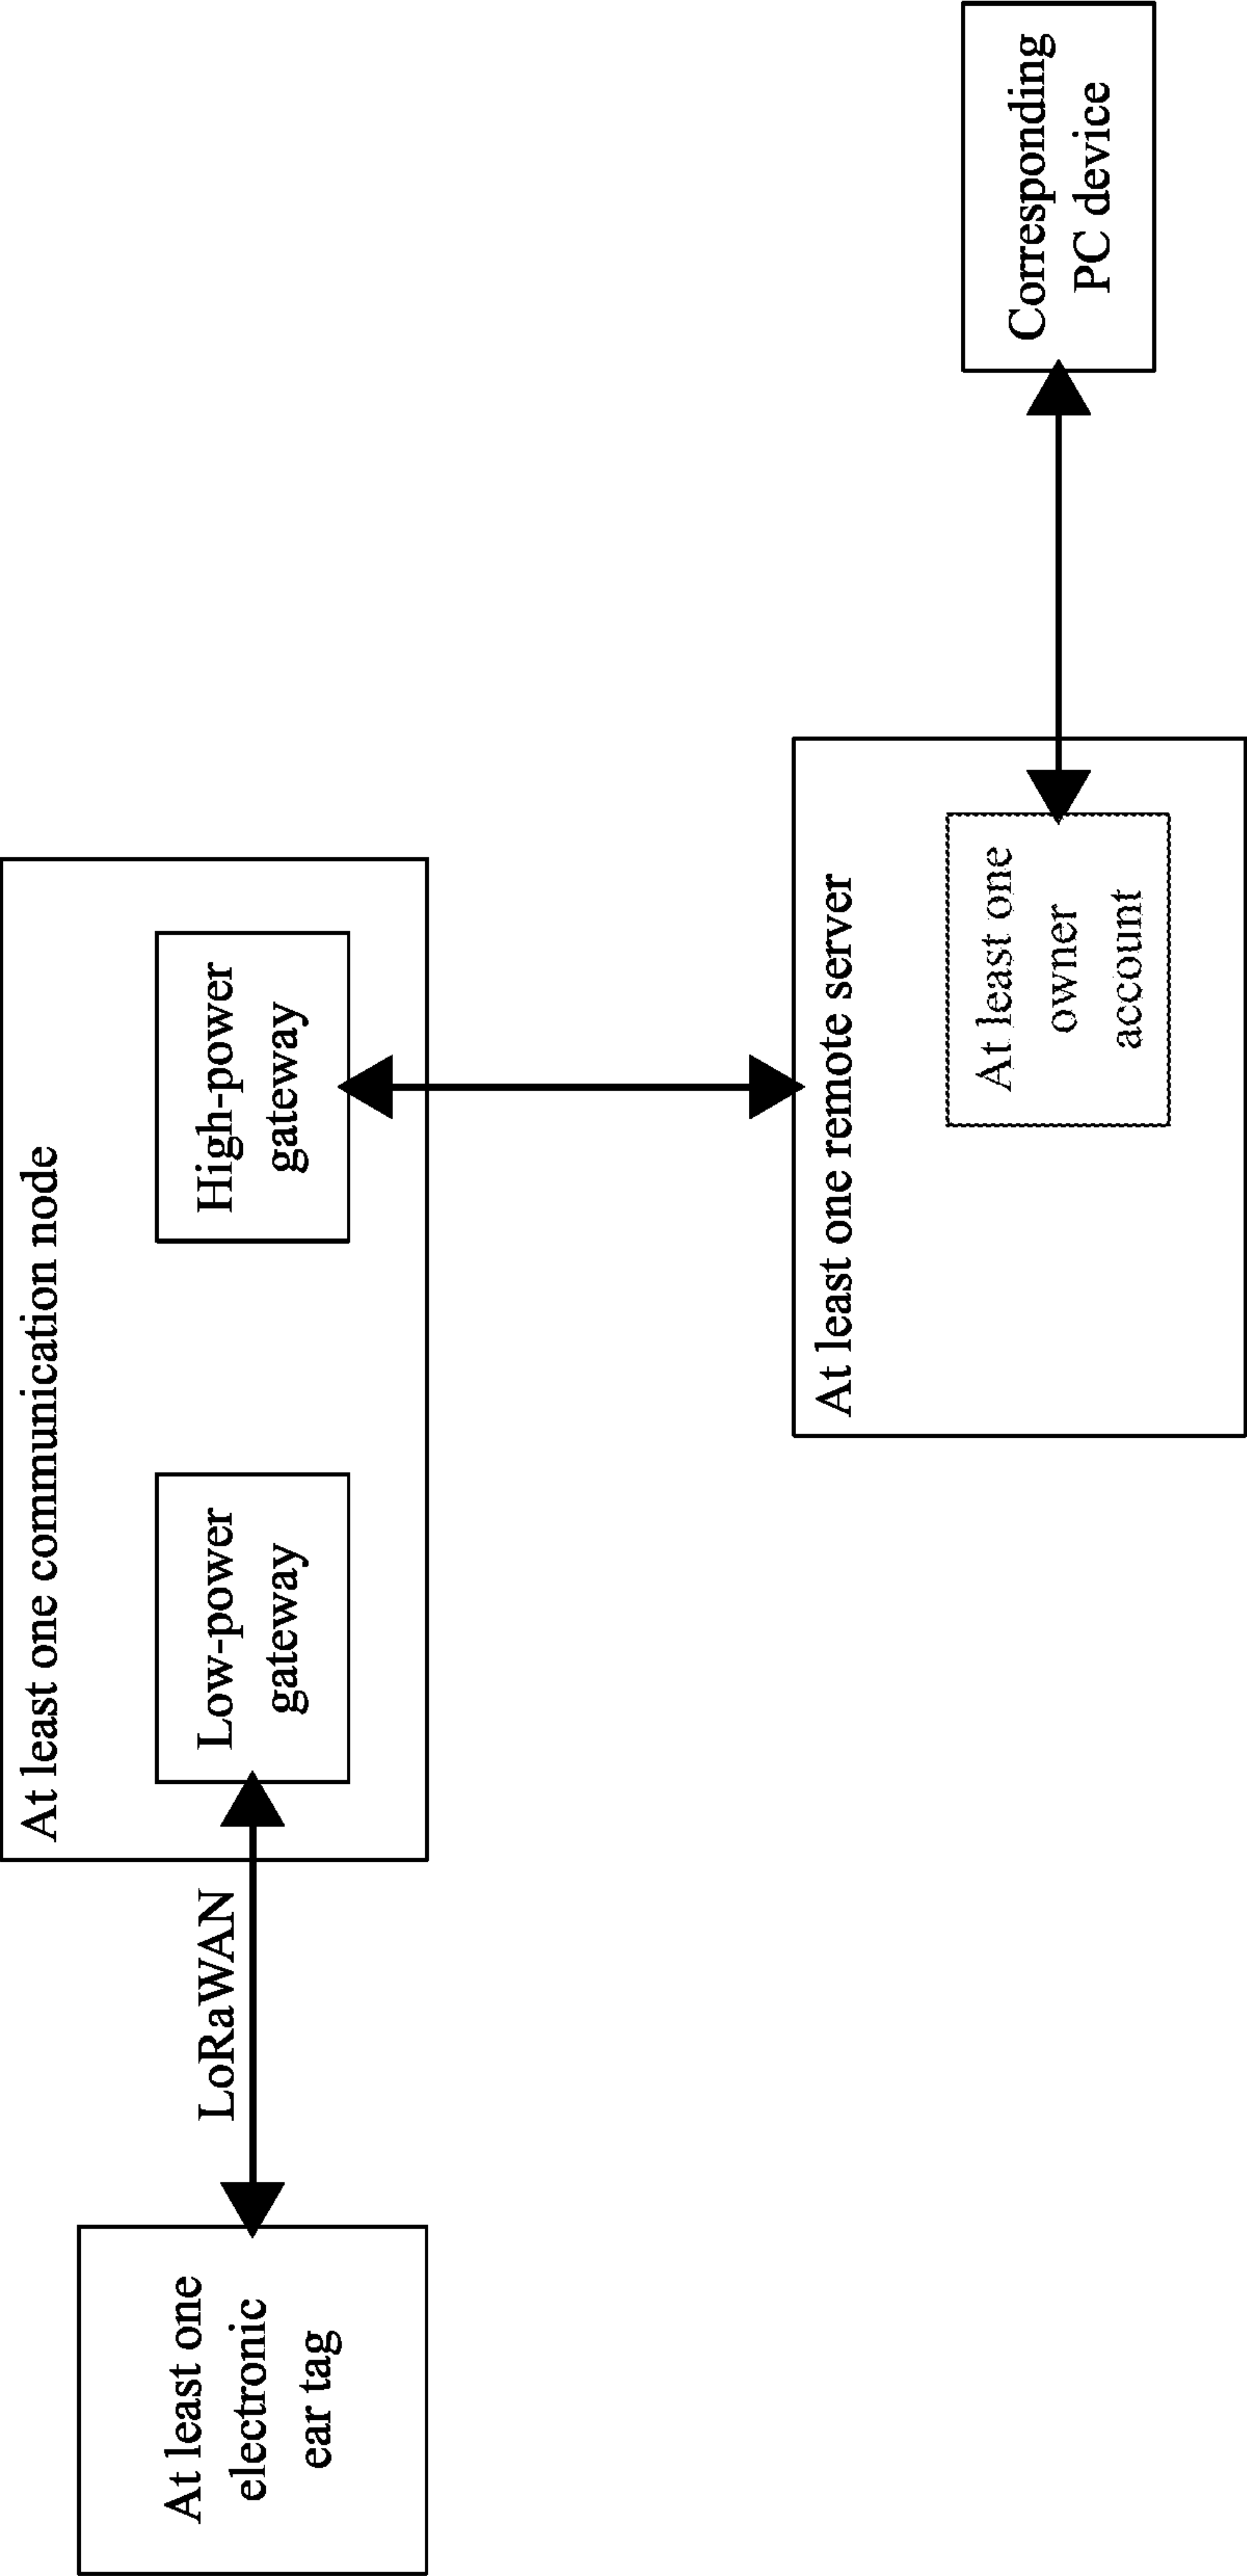 At least one
electronic
ear tag
LoRaWAN
At least one communication node
Low-power
gateway
High-power
gateway
At least one remote server
At least one
owner
account
Corresponding
PC device